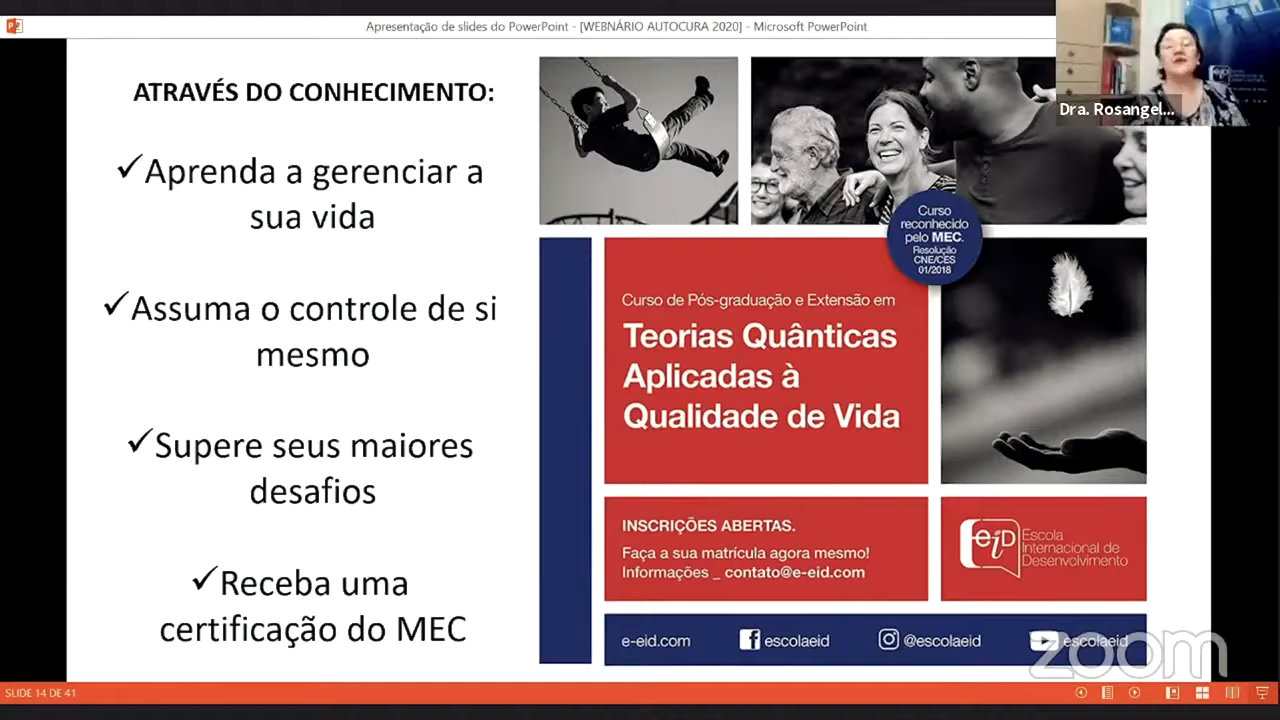 Apresentação de slides do PowerPoint - [WEBNÁRIO AUTOCURA 2020] - Microsoft PowerPoint
Dra. Rosangel...
ATRAVÉS DO CONHECIMENTO:
✓Aprenda a gerenciar a
sua vida
✓Assuma o controle de si
mesmo
✓Supere seus maiores
desafios
✓Receba uma
certificação do MEC
Curso
reconhecido
pelo MEC.
Resolução
CNE/CES
01/2018
Curso de Pós-graduação e Extensão em
Teorias Quânticas
Aplicadas à
Qualidade de Vida
INSCRIÇÕES ABERTAS.
Faça a sua matrícula agora mesmo!
Informações _ contato@e-eid.com
eiD
Escola
Internacional de
Desenvolvimento
e-eid.com
escolaeid
@escolaeid
escolaeid
zoom
SLIDE 14 DE 41